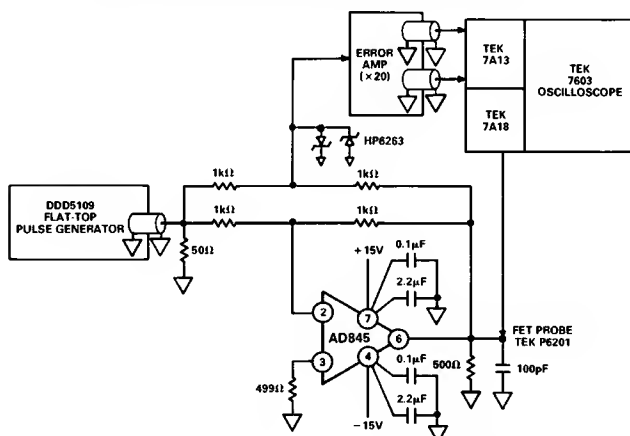 ERROR
AMP
(×20)
TEK
7A13
TEK
7603
OSCILLOSCOPE
TEK
7A18
HP6263
1kΩ
1kΩ
DDD5109
FLAT-TOP
PULSE GENERATOR
1kΩ
1kΩ
50Ω
0.1μF
+15V
2.2μF
2
7
AD845
6
3
4
FET PROBE
TEK P6201
0.1μF
499Ω
500Ω
100pF
2.2μF
−15V